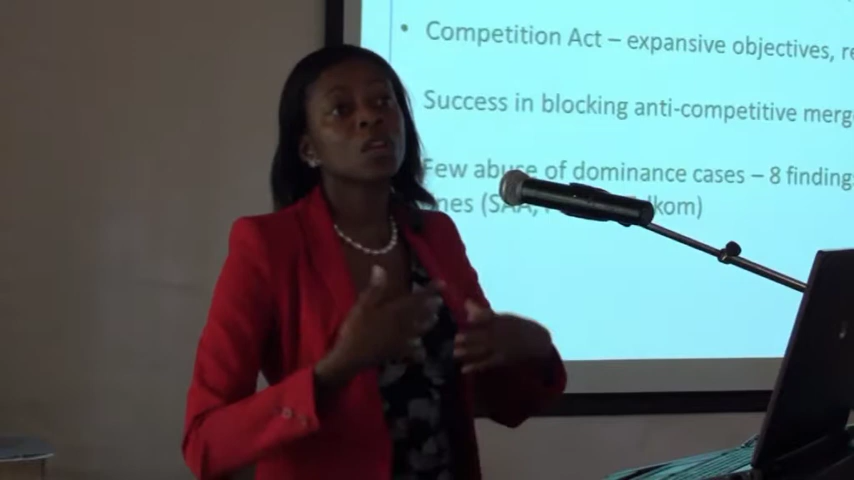 • Competition Act – expansive objectives, re
Success in blocking anti-competitive merge
Few abuse of dominance cases – 8 finding
nes (SAA, lkom)